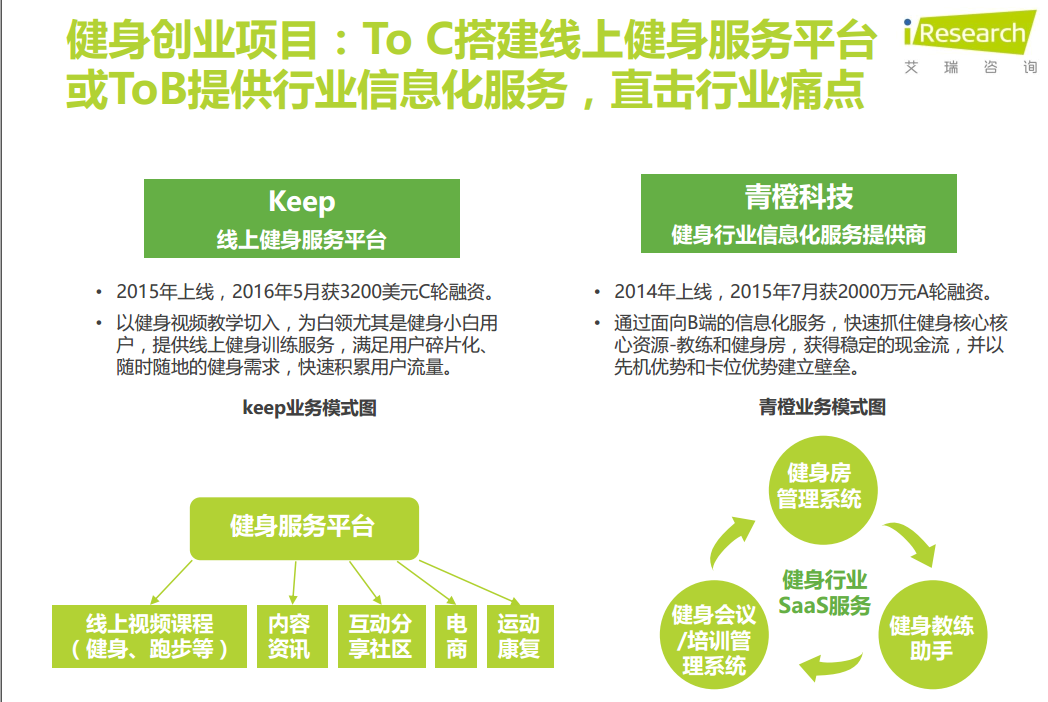 健身创业项目：To C搭建线上健身服务平台
或ToB提供行业信息化服务，直击行业痛点
iResearch
艾 瑞 咨 询
Keep
线上健身服务平台
• 2015年上线，2016年5月获3200美元C轮融资。
• 以健身视频教学切入，为白领尤其是健身小白用
户，提供线上健身训练服务，满足用户碎片化、
随时随地的健身需求，快速积累用户流量。
keep业务模式图
健身服务平台
线上视频课程
（健身、跑步等）
内容
资讯
互动分
享社区
电
商
运动
康复
青橙科技
健身行业信息化服务提供商
• 2014年上线，2015年7月获2000万元A轮融资。
• 通过面向B端的信息化服务，快速抓住健身核心核
心资源-教练和健身房，获得稳定的现金流，并以
先机优势和卡位优势建立壁垒。
青橙业务模式图
健身房
管理系统
健身行业
SaaS服务
健身会议
/培训管
理系统
健身教练
助手